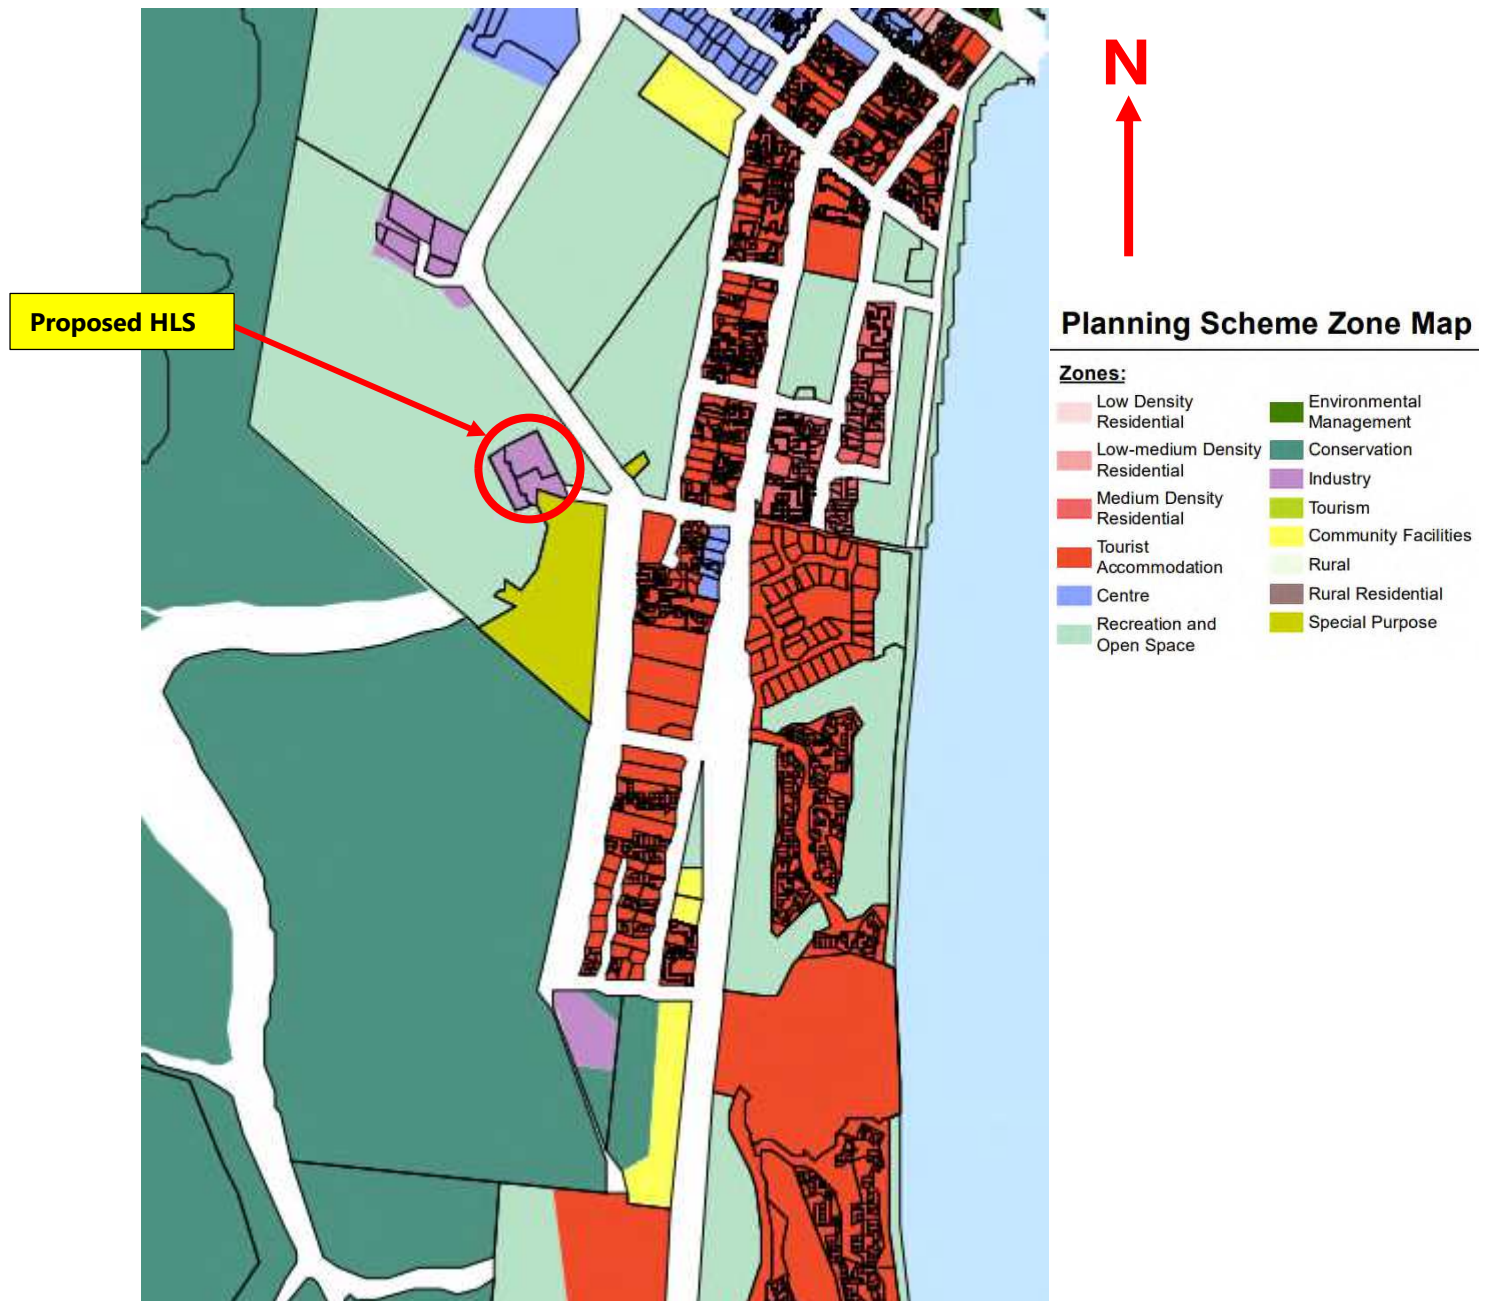 N
Proposed HLS
Planning Scheme Zone Map
Zones:
Low Density
Residential
Low-medium Density
Residential
Medium Density
Residential
Tourist
Accommodation
Centre
Recreation and
Open Space
Environmental
Management
Conservation
Industry
Tourism
Community Facilities
Rural
Rural Residential
Special Purpose